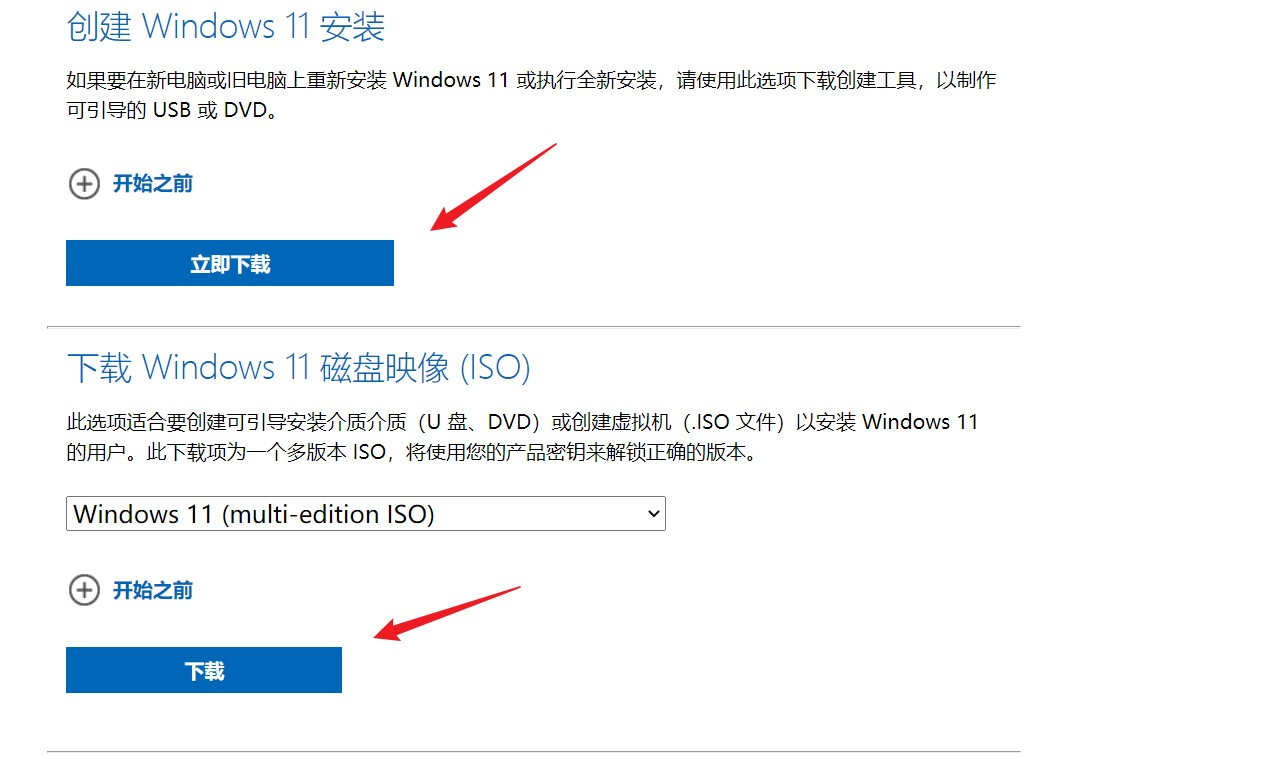 创建 Windows 11 安装
如果要在新电脑或旧电脑上重新安装 Windows 11 或执行全新安装，请使用此选项下载创建工具，以制作
可引导的 USB 或 DVD。
开始之前
立即下载
下载 Windows 11 磁盘映像 (ISO)
此选项适合要创建可引导安装介质介质（U 盘、DVD）或创建虚拟机（.ISO 文件）以安装 Windows 11
的用户。此下载项为一个多版本 ISO，将使用您的产品密钥来解锁正确的版本。
Windows 11 (multi-edition ISO)
开始之前
下载